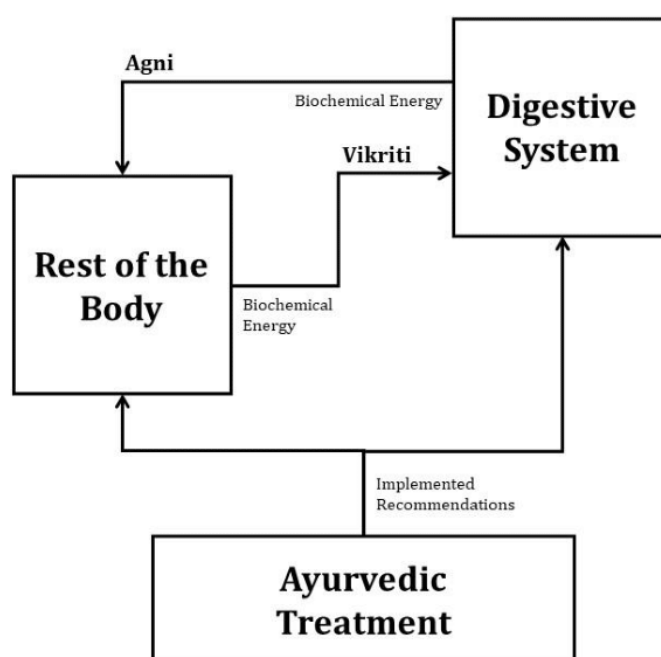 Agni
Biochemical Energy
Digestive
System
Vikriti
Rest of the
Body
Biochemical
Energy
Implemented
Recommendations
Ayurvedic
Treatment